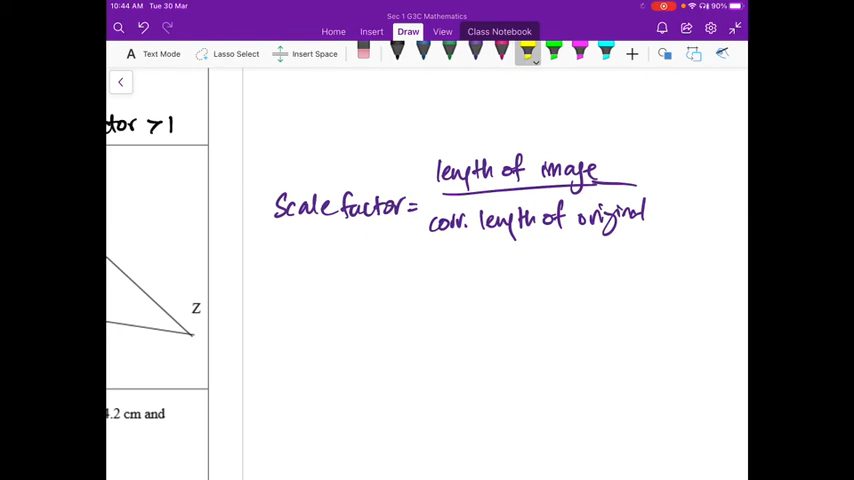 10:44 AM Tue 30 Mar
Sec 1 G3C Mathematics
90%
Home Insert Draw View Class Notebook
Text Mode Lasso Select Insert Space
tor > 1
length of image
Scale factor =
corr. length of original
Z
4.2 cm and